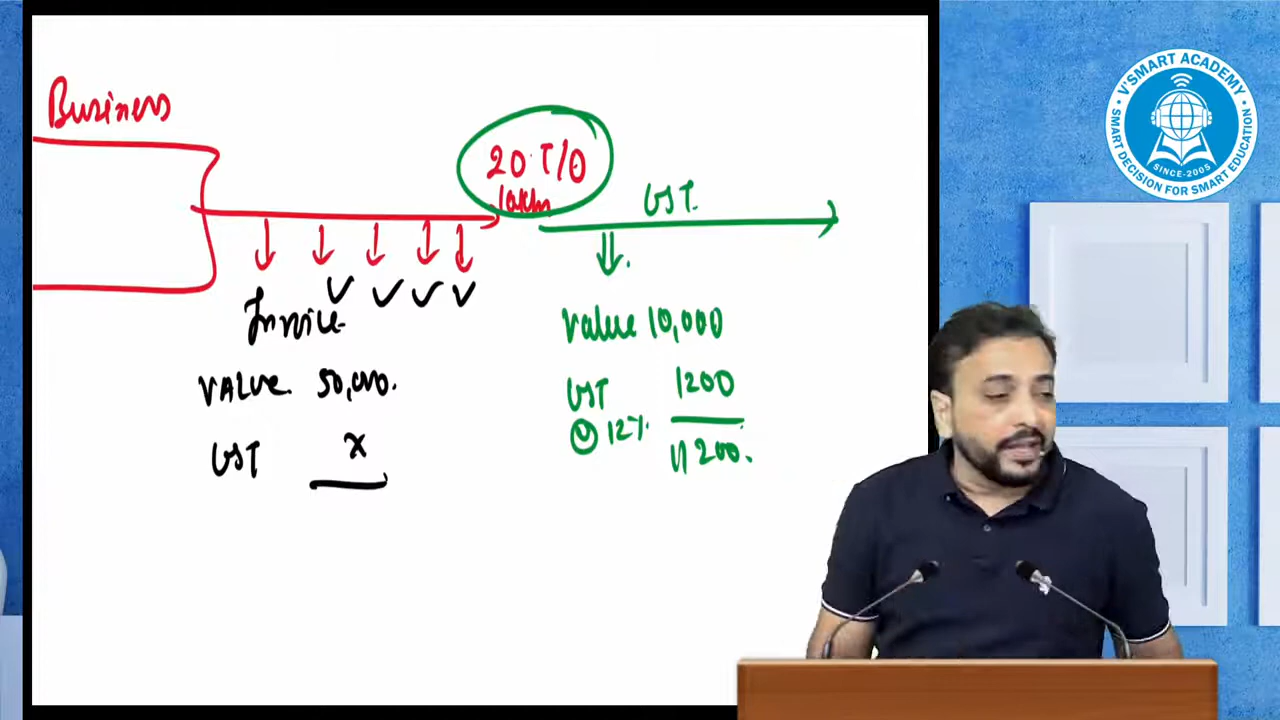 Business
20 T/O
lakhs
GST
Invoice
Value 50,000.
GST x
Value 10,000
GST 1200
@ 12%
11200.
V'SMART ACADEMY
SINCE-2005
SMART DECISION FOR SMART EDUCATION